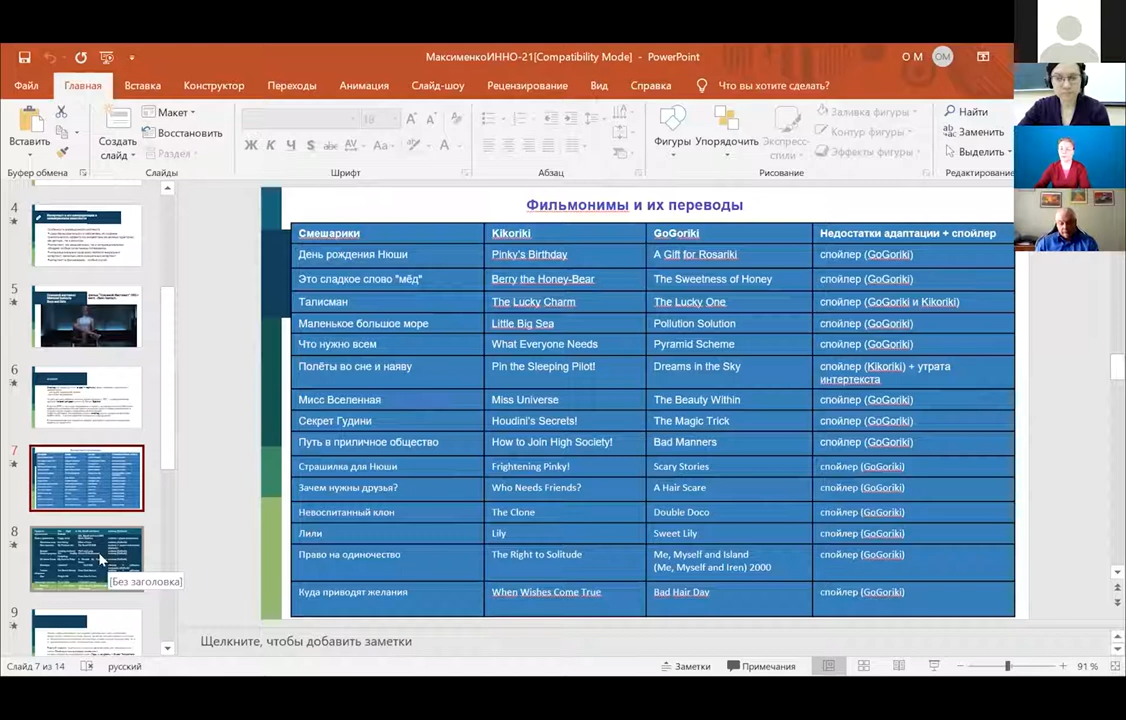 МаксименкоИННО-21[Compatibility Mode] - PowerPoint
О М
ОМ
Файл Главная Вставка Конструктор Переходы Анимация Слайд-шоу Рецензирование Вид Справка Что вы хотите сделать?
Вставить
Создать слайд
Макет
Восстановить
Раздел
18
Ж К Ч S abc AV Aa А
Фигуры Упорядочить Экспресс-стили
Заливка фигуры
Контур фигуры
Эффекты фигуры
Найти
Заменить
Выделить
Буфер обмена Слайды Шрифт Абзац Рисование Редактирование
4
5
6
7
8
[Без заголовка]
9
Фильмонимы и их переводы
Смешарики Kikoriki GoGoriki Недостатки адаптации + спойлер
День рождения Нюши Pinky's Birthday A Gift for Rosariki спойлер (GoGoriki)
Это сладкое слово "мёд" Berry the Honey-Bear The Sweetness of Honey спойлер (GoGoriki)
Талисман The Lucky Charm The Lucky One спойлер (GoGoriki и Kikoriki)
Маленькое большое море Little Big Sea Pollution Solution спойлер (GoGoriki)
Что нужно всем What Everyone Needs Pyramid Scheme спойлер (GoGoriki)
Полёты во сне и наяву Pin the Sleeping Pilot! Dreams in the Sky спойлер (Kikoriki) + утрата
интертекста
Мисс Вселенная Miss Universe The Beauty Within спойлер (GoGoriki)
Секрет Гудини Houdini's Secrets! The Magic Trick спойлер (GoGoriki)
Путь в приличное общество How to Join High Society! Bad Manners спойлер (GoGoriki)
Страшилка для Нюши Frightening Pinky! Scary Stories спойлер (GoGoriki)
Зачем нужны друзья? Who Needs Friends? A Hair Scare спойлер (GoGoriki)
Невоспитанный клон The Clone Double Doco спойлер (GoGoriki)
Лили Lily Sweet Lily спойлер (GoGoriki)
Право на одиночество The Right to Solitude Me, Myself and Island спойлер (GoGoriki)
(Me, Myself and Iren) 2000
Куда приводят желания When Wishes Come True Bad Hair Day спойлер (GoGoriki)
Щелкните, чтобы добавить заметки
Слайд 7 из 14 русский Заметки Примечания 91 %